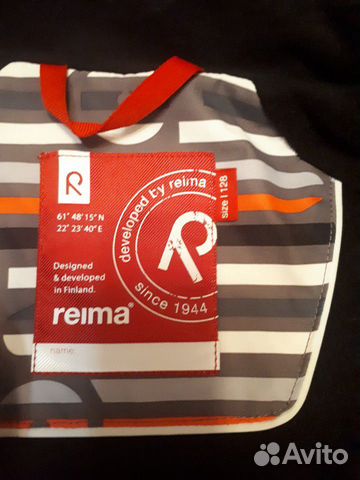 R
61° 48' 15" N
22° 23' 40" E
Designed
& developed
in Finland.
reima®
name:
developed by reima
R
since 1944
size | 128
Avito